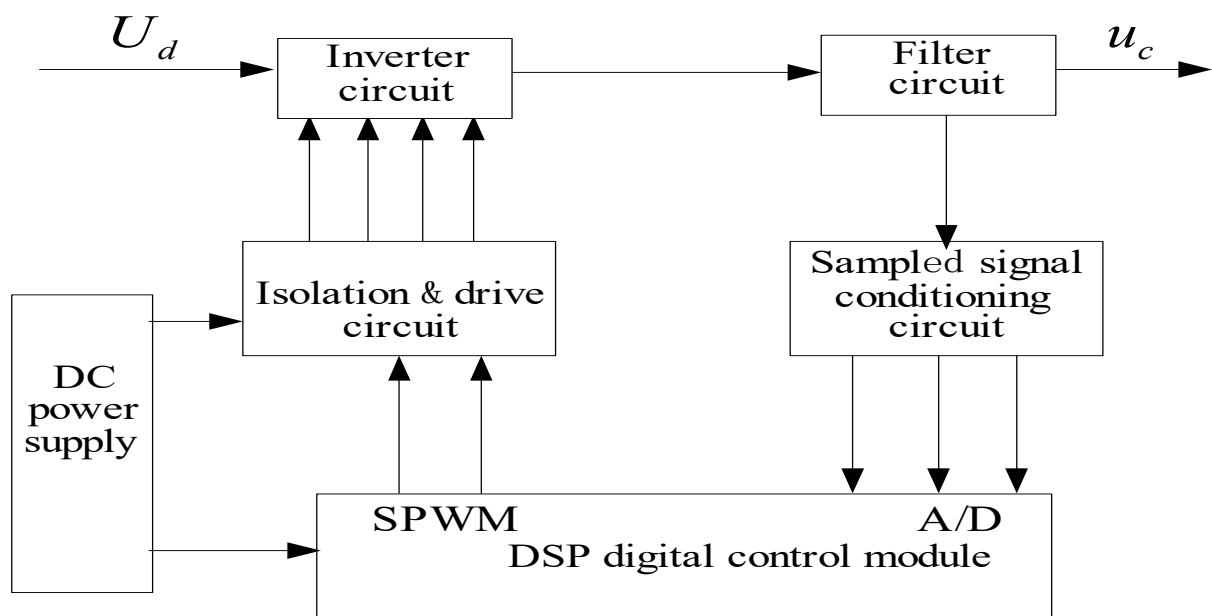 U_d
Inverter
circuit
Filter
circuit
u_c
Isolation & drive
circuit
Sampled signal
conditioning
circuit
DC
power
supply
SPWM
A/D
DSP digital control module